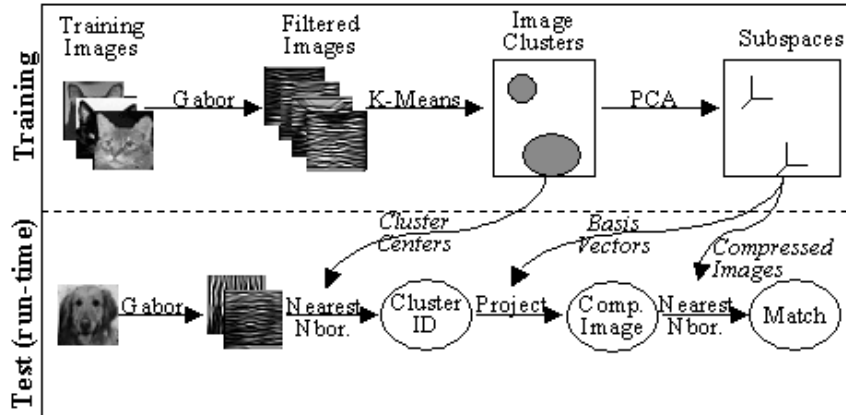 Training
Training
Images
Gabor
Filtered
Images
K-Means
Image
Clusters
PCA
Subspaces
Test (run-time)
Cluster
Centers
Basis
Vectors
Compressed
Images
Gabor
Nearest
Nbor.
Cluster
ID
Project
Comp.
Image
Nearest
Nbor.
Match